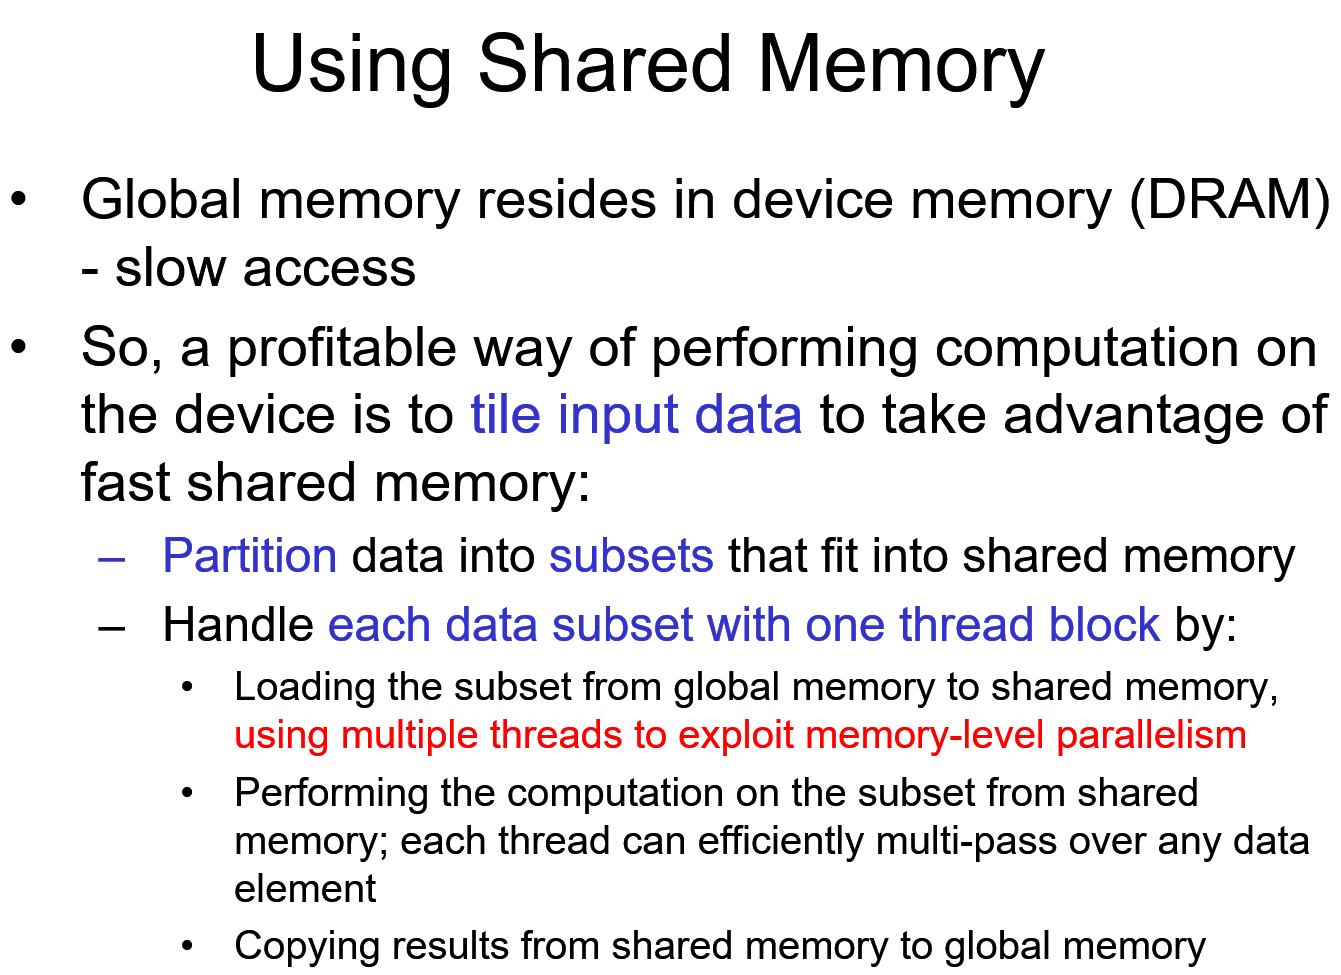 Using Shared Memory
• Global memory resides in device memory (DRAM)
- slow access
• So, a profitable way of performing computation on
the device is to tile input data to take advantage of
fast shared memory:
– Partition data into subsets that fit into shared memory
– Handle each data subset with one thread block by:
• Loading the subset from global memory to shared memory,
using multiple threads to exploit memory-level parallelism
• Performing the computation on the subset from shared
memory; each thread can efficiently multi-pass over any data
element
• Copying results from shared memory to global memory